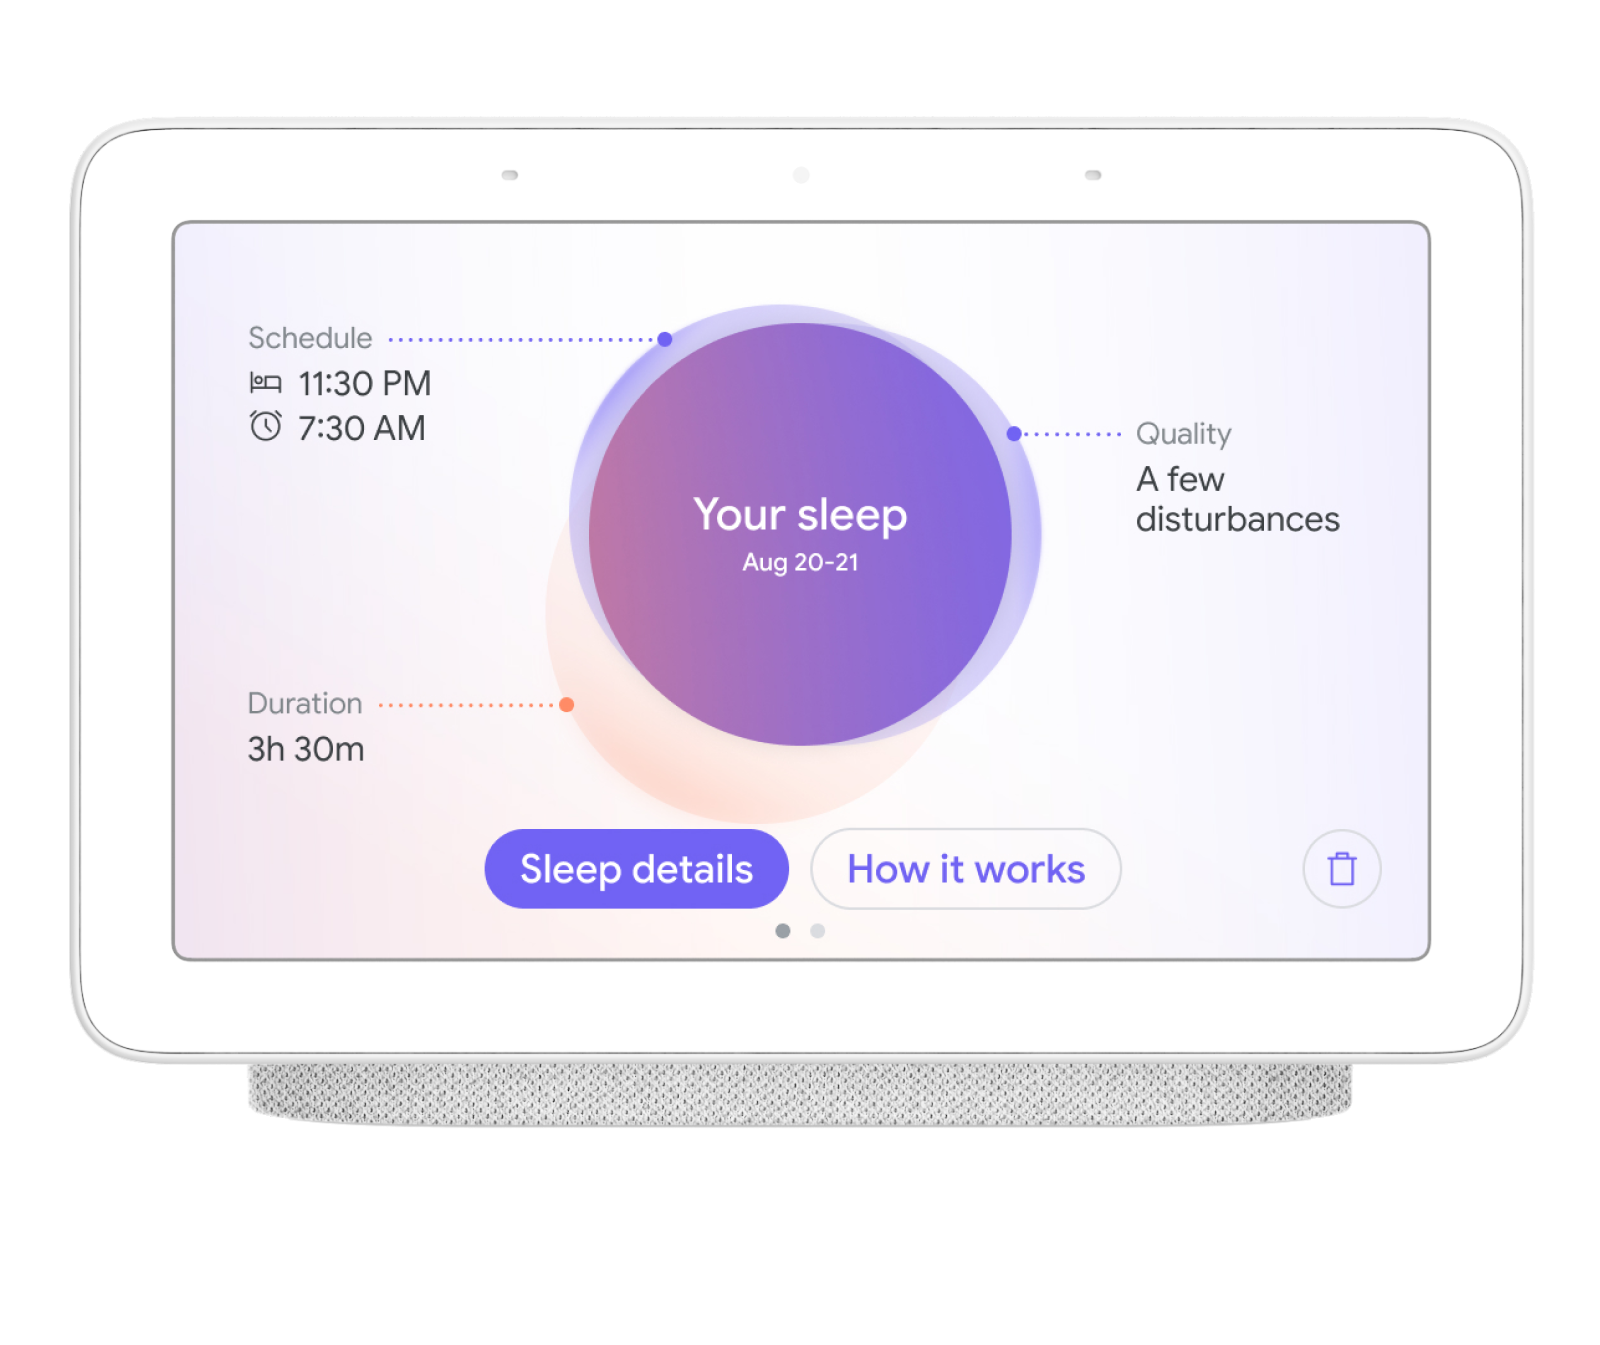 Schedule
11:30 PM
7:30 AM
Quality
A few
disturbances
Your sleep
Aug 20-21
Duration
3h 30m
Sleep details
How it works